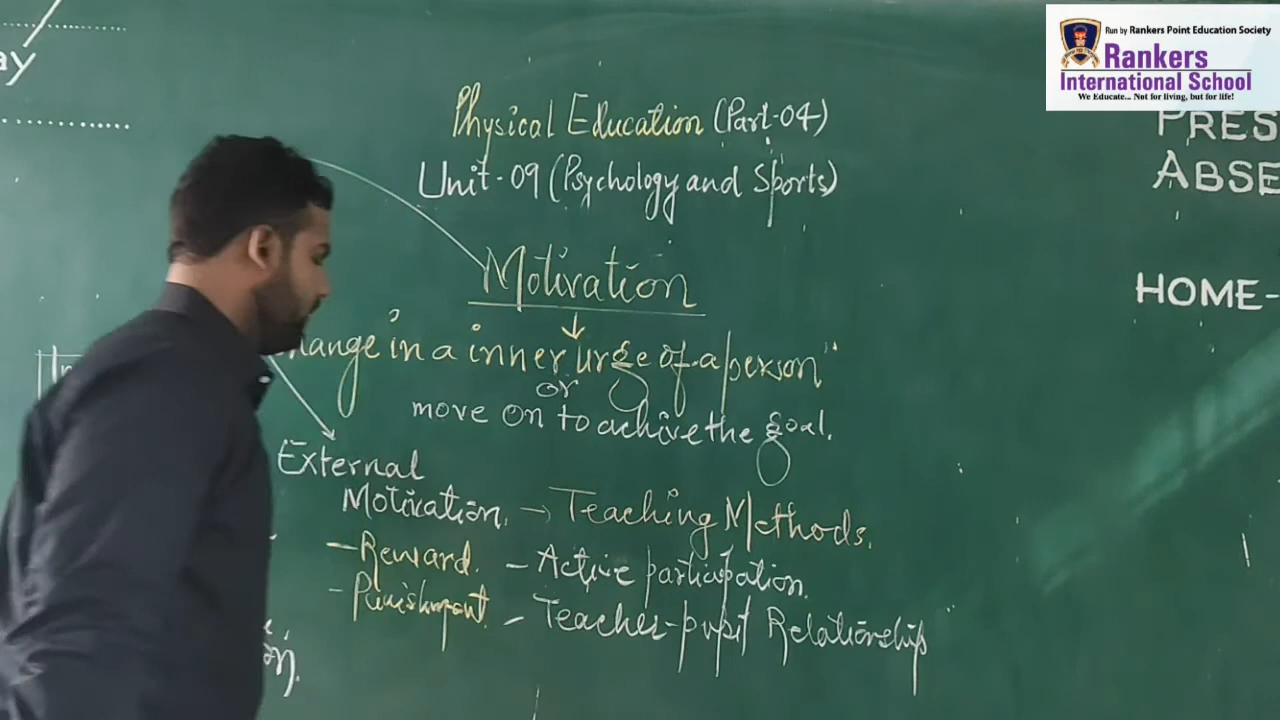 Run by Rankers Point Education Society
Rankers
International School
We Educate... Not for living, but for life!
ay
PRES
ABSE
HOME-
Physical Education (Part-04)
Unit-09 (Psychology and Sports)
Motivation
hange in a inner urge of a person"
or
move on to achive the goal.
External
Motivation. → Teaching Methods.
- Reward. - Active participation.
- Punishment. - Teacher-pupil Relationship